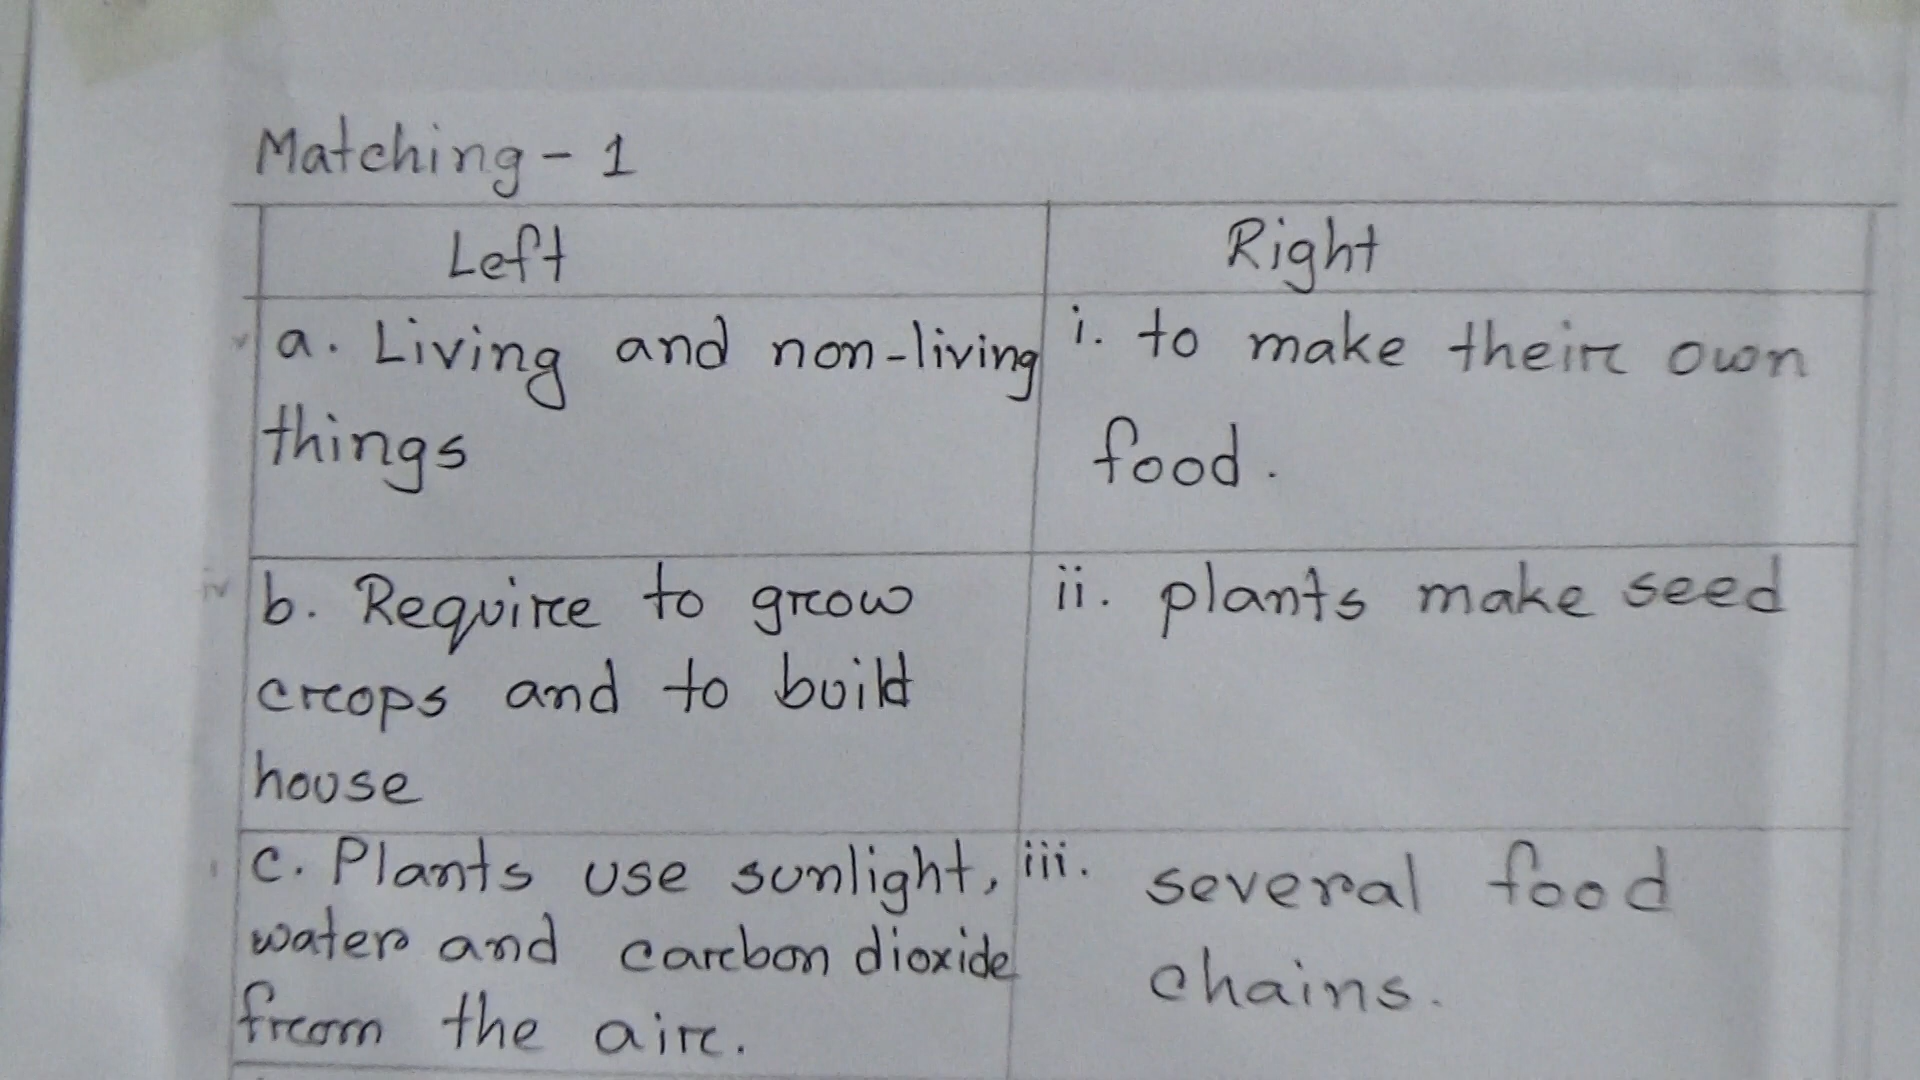 Matching - 1
Left
Right
a. Living and non-living
things
i. to make their own
food.
b. Require to grow
crops and to build
house
ii. plants make seed
c. Plants use sunlight,
water and carbon dioxide
from the air.
iii. several food
chains.